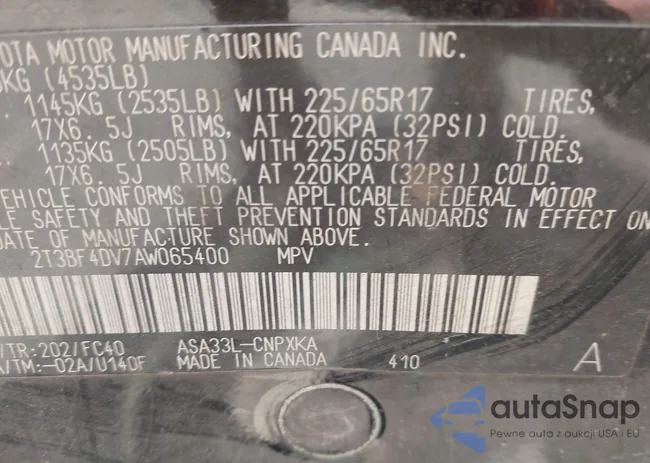 OTA MOTOR MANUFACTURING CANADA INC.
KG (4535LB)
1145KG (2535LB) WITH 225/65R17 TIRES,
17X6.5J RIMS, AT 220KPA (32PSI) COLD.
1135KG (2505LB) WITH 225/65R17 TIRES,
17X6.5J RIMS, AT 220KPA (32PSI) COLD.
VEHICLE CONFORMS TO ALL APPLICABLE FEDERAL MOTOR
LE SAFETY AND THEFT PREVENTION STANDARDS IN EFFECT ON
DATE OF MANUFACTURE SHOWN ABOVE.
2T3BF4DV7AW065400 MPV
/TR:202/FC40 ASA33L-CNPXKA
/TM:-02A/U140F MADE IN CANADA 410 A
autaSnap
Pewne auta z aukcji USA i EU